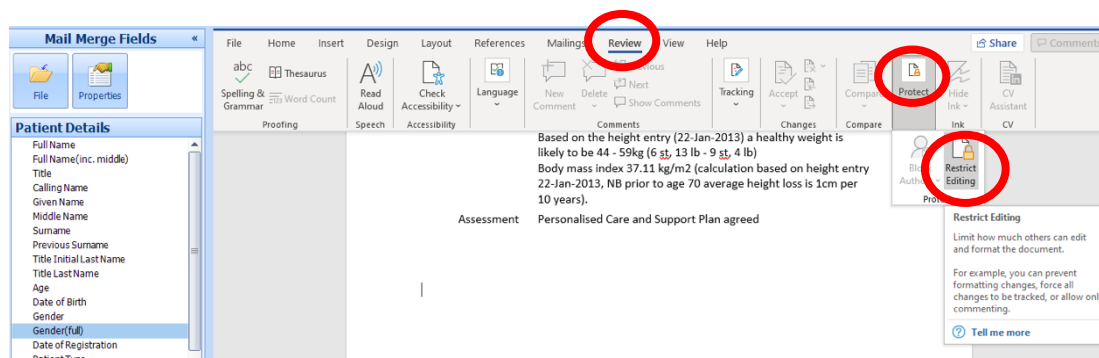 Mail Merge Fields «
File
Properties
Patient Details
Full Name
Full Name(inc. middle)
Title
Calling Name
Given Name
Middle Name
Surname
Previous Surname
Title Initial Last Name
Title Last Name
Age
Date of Birth
Gender
Gender(full)
Date of Registration
Patient Type
File Home Insert Design Layout References Mailings Review View Help
Share Comments
abc
Spelling &
Grammar
Thesaurus
Word Count
Proofing
Read
Aloud
Speech
Check
Accessibility
Accessibility
Language
New
Comment
Delete
Previous
Next
Show Comments
Comments
Tracking
Accept
Changes
Compare
Compare
Protect
Hide
Ink
Ink
CV
Assistant
CV
Block
Authors
Restrict
Editing
Protect
Based on the height entry (22-Jan-2013) a healthy weight is
likely to be 44 - 59kg (6 st, 13 lb - 9 st, 4 lb)
Body mass index 37.11 kg/m2 (calculation based on height entry
22-Jan-2013, NB prior to age 70 average height loss is 1cm per
10 years).
Assessment Personalised Care and Support Plan agreed
Restrict Editing
Limit how much others can edit
and format the document.
For example, you can prevent
formatting changes, force all
changes to be tracked, or allow only
commenting.
Tell me more